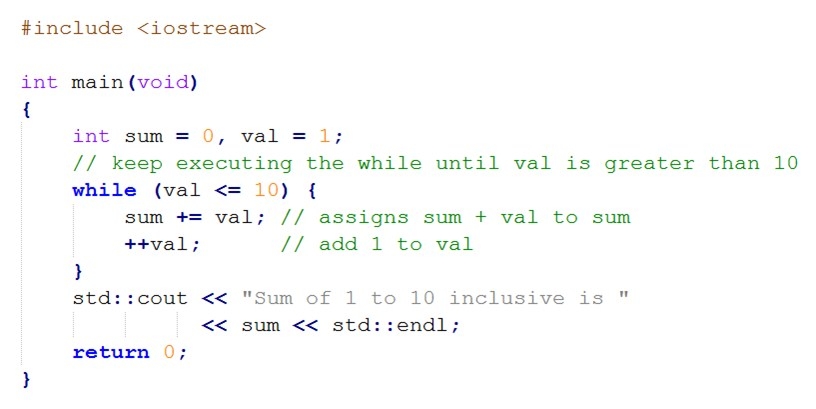 #include <iostream>
int main(void)
{
    int sum = 0, val = 1;
    // keep executing the while until val is greater than 10
    while (val <= 10) {
        sum += val; // assigns sum + val to sum
        ++val;      // add 1 to val
    }
    std::cout << "Sum of 1 to 10 inclusive is "
              << sum << std::endl;
    return 0;
}